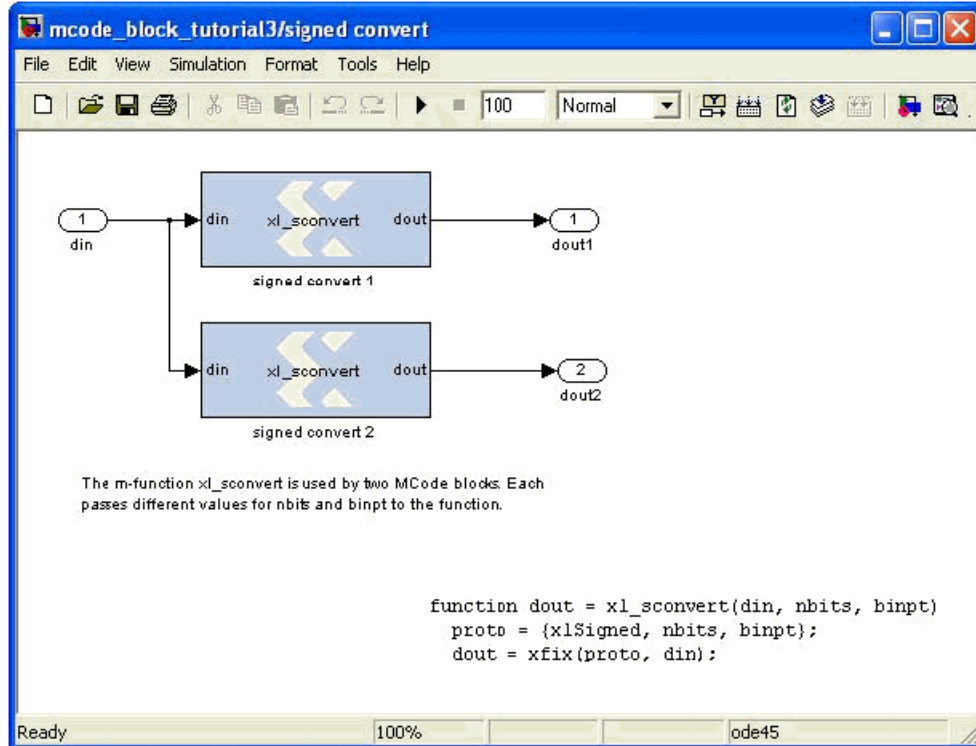 mcode_block_tutorial3/signed convert
File Edit View Simulation Format Tools Help
100 Normal
1
din
din xl_sconvert dout
signed convert 1
1
dout1
din xl_sconvert dout
signed convert 2
2
dout2
The m-function xl_sconvert is used by two MCode blocks. Each
passes different values for nbits and binpt to the function.
function dout = xl_sconvert(din, nbits, binpt)
proto = {xlSigned, nbits, binpt};
dout = xfix(proto, din);
Ready 100% ode45